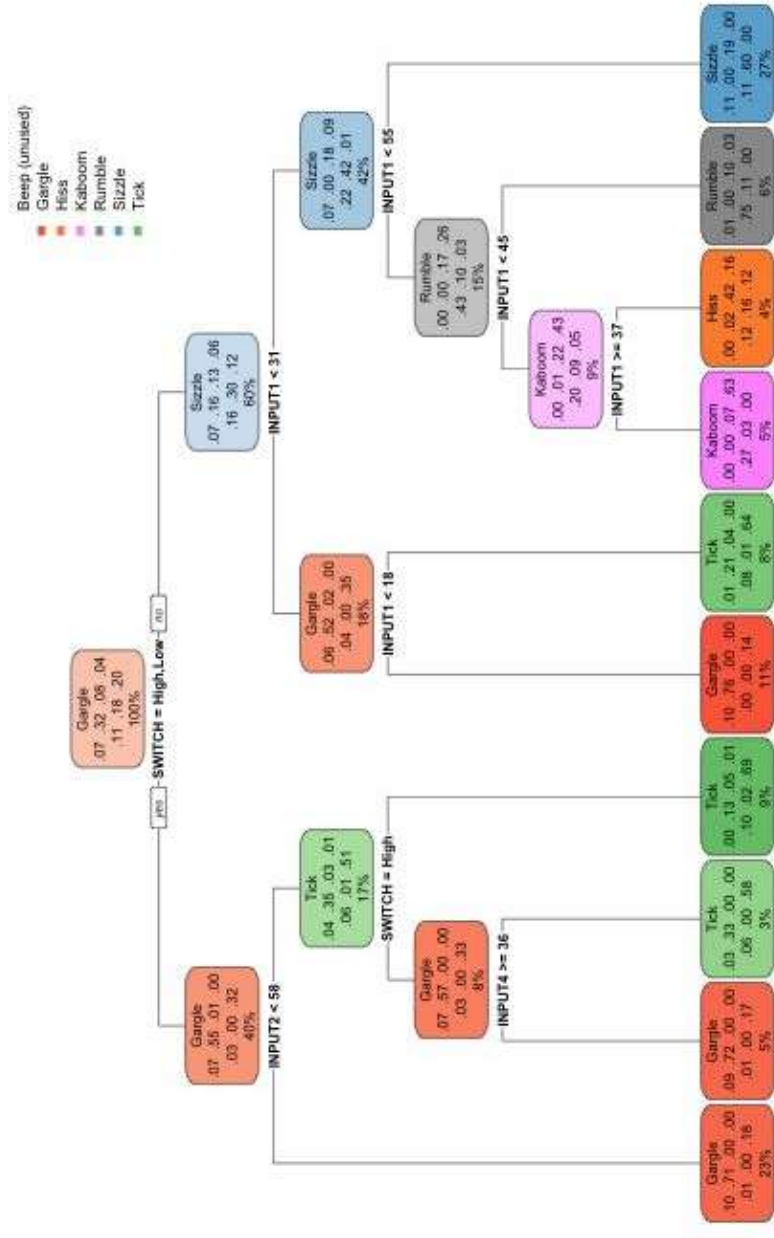 Beep (unused)
Gargle
Hiss
Kaboom
Rumble
Sizzle
Tick
Gargle
.07 .32 .08 .04
.11 .18 .20
100%
yes
SWITCH = High,Low
no
Gargle
.07 .55 .01 .00
.03 .00 .32
40%
INPUT2 < 58
Sizzle
.07 .16 .13 .06
.16 .30 .12
60%
INPUT1 < 31
Tick
.04 .35 .03 .01
.06 .01 .51
17%
SWITCH = High
Gargle
.06 .52 .02 .00
.04 .00 .35
18%
INPUT1 < 18
Sizzle
.07 .00 .18 .09
.22 .42 .01
42%
INPUT1 < 55
Gargle
.07 .57 .00 .00
.03 .00 .33
8%
INPUT4 >= 36
Rumble
.00 .00 .17 .26
.43 .10 .03
15%
INPUT1 < 45
Kaboom
.00 .01 .22 .43
.20 .09 .05
9%
INPUT1 >= 37
Gargle
.10 .71 .00 .00
.01 .00 .18
23%
Gargle
.09 .72 .00 .00
.01 .00 .17
5%
Tick
.03 .33 .00 .00
.06 .00 .58
3%
Tick
.00 .13 .05 .01
.10 .02 .69
9%
Gargle
.10 .76 .00 .00
.00 .00 .14
11%
Tick
.01 .21 .04 .00
.08 .01 .64
8%
Kaboom
.00 .00 .07 .63
.27 .03 .00
5%
Hiss
.00 .02 .42 .16
.12 .16 .12
4%
Rumble
.01 .00 .10 .03
.75 .11 .00
6%
Sizzle
.11 .00 .19 .00
.11 .60 .00
27%